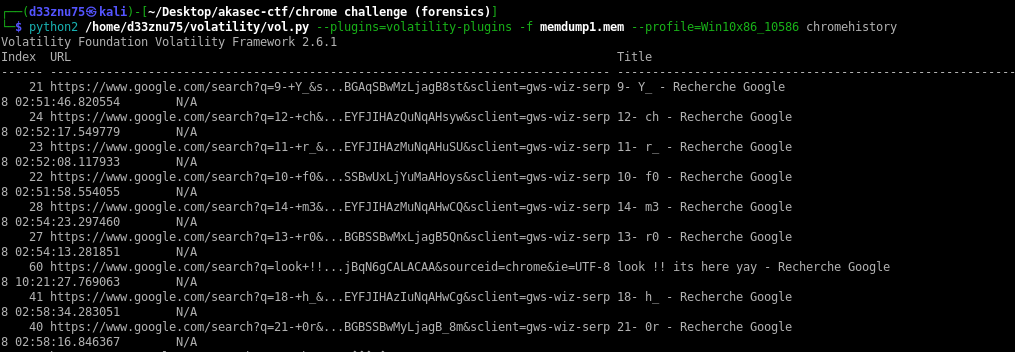 ┌──(d33znu75㉿kali)-[~/Desktop/akasec-ctf/chrome challenge (forensics)]
└─$ python2 /home/d33znu75/volatility/vol.py --plugins=volatility-plugins -f memdump1.mem --profile=Win10x86_10586 chromehistory
Volatility Foundation Volatility Framework 2.6.1
Index  URL                                                                              Title
------ -------------------------------------------------------------------------------- --------------------------------------------------------
    21 https://www.google.com/search?q=9-+Y_&s...BGAqSBwMzLjagB8st&sclient=gws-wiz-serp 9- Y_ - Recherche Google
8 02:51:46.820554        N/A
    24 https://www.google.com/search?q=12-+ch&...EYFJIHAzQuNqAHsyw&sclient=gws-wiz-serp 12- ch - Recherche Google
8 02:52:17.549779        N/A
    23 https://www.google.com/search?q=11-+r_&...EYFJIHAzMuNqAHuSU&sclient=gws-wiz-serp 11- r_ - Recherche Google
8 02:52:08.117933        N/A
    22 https://www.google.com/search?q=10-+f0&...SSBwUxLjYuMaAHoys&sclient=gws-wiz-serp 10- f0 - Recherche Google
8 02:51:58.554055        N/A
    28 https://www.google.com/search?q=14-+m3&...EYFJIHAzMuNqAHwCQ&sclient=gws-wiz-serp 14- m3 - Recherche Google
8 02:54:23.297460        N/A
    27 https://www.google.com/search?q=13-+r0&...BGBSSBwMxLjagB5Qn&sclient=gws-wiz-serp 13- r0 - Recherche Google
8 02:54:13.281851        N/A
    60 https://www.google.com/search?q=look+!!...jBqN6gCALACAA&sourceid=chrome&ie=UTF-8 look !! its here yay - Recherche Google
8 10:21:27.769063        N/A
    41 https://www.google.com/search?q=18-+h_&...EYFJIHAzIuNqAHwCg&sclient=gws-wiz-serp 18- h_ - Recherche Google
8 02:58:34.283051        N/A
    40 https://www.google.com/search?q=21-+0r&...BGBSSBwMyLjagB_8m&sclient=gws-wiz-serp 21- 0r - Recherche Google
8 02:58:16.846367        N/A